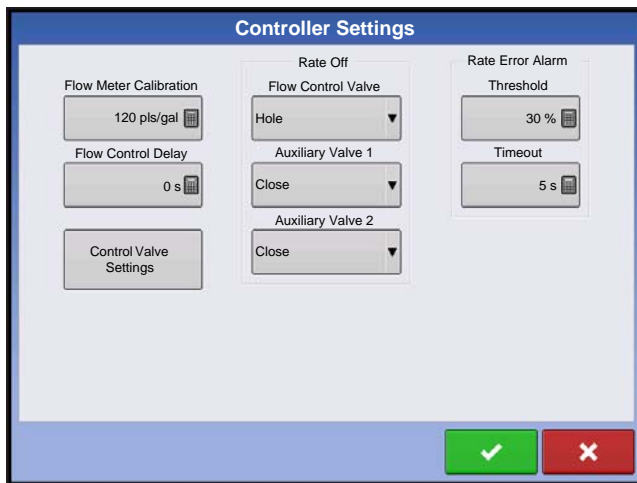 Controller Settings
Flow Meter Calibration
120 pls/gal
Flow Control Delay
0 s
Control Valve
Settings
Rate Off
Flow Control Valve
Hole
Auxiliary Valve 1
Close
Auxiliary Valve 2
Close
Rate Error Alarm
Threshold
30 %
Timeout
5 s